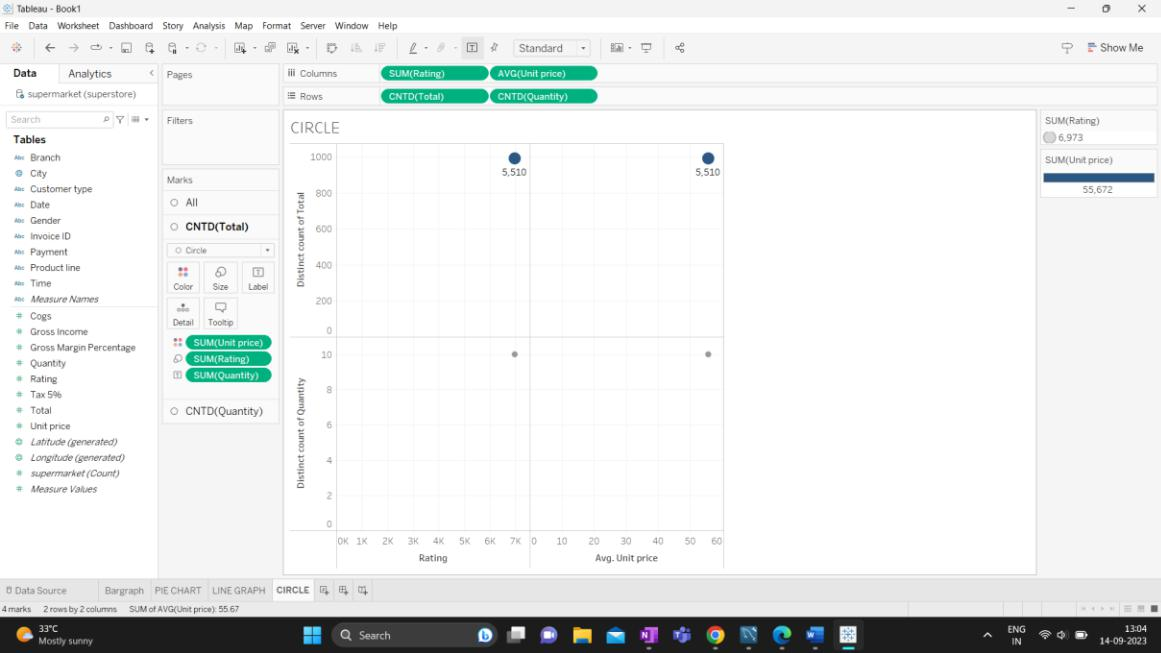 Tableau - Book1
File Data Worksheet Dashboard Story Analysis Map Format Server Window Help
Standard
Show Me
Data Analytics
supermarket (superstore)
Search
Tables
Abc Branch
City
Abc Customer type
Abc Date
Abc Gender
Abc Invoice ID
Abc Payment
Abc Product line
Abc Time
Abc Measure Names
# Cogs
# Gross Income
# Gross Margin Percentage
# Quantity
# Rating
# Tax 5%
# Total
# Unit price
Latitude (generated)
Longitude (generated)
# supermarket (Count)
# Measure Values
Pages
Filters
Marks
All
CNTD(Total)
Circle
Color Size Label
Detail Tooltip
SUM(Unit price)
SUM(Rating)
SUM(Quantity)
CNTD(Quantity)
Columns SUM(Rating) AVG(Unit price)
Rows CNTD(Total) CNTD(Quantity)
CIRCLE
Distinct count of Total
1000
800
600
400
200
0
5,510 5,510
Distinct count of Quantity
10
8
6
4
2
0
0K 1K 2K 3K 4K 5K 6K 7K 0 10 20 30 40 50 60
Rating Avg. Unit price
SUM(Rating)
6,973
SUM(Unit price)
55,672
Data Source Bargraph PIE CHART LINE GRAPH CIRCLE
4 marks 2 rows by 2 columns SUM of AVG(Unit price): 55.67
33°C
Mostly sunny
Search
ENG
IN
13:04
14-09-2023